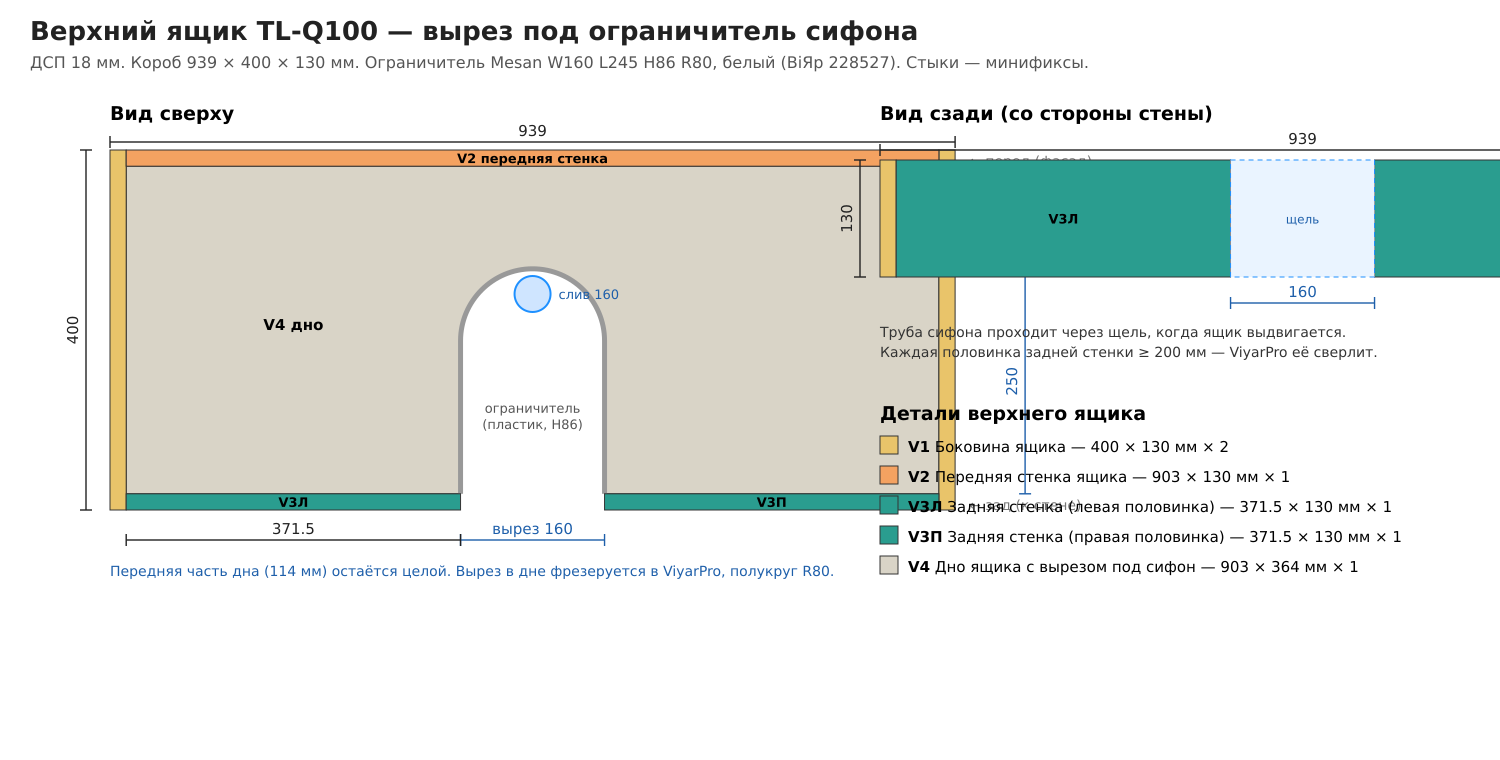 Верхний ящик TL-Q100 — вырез под ограничитель сифона
ДСП 18 мм. Короб 939 × 400 × 130 мм. Ограничитель Mesan W160 L245 H86 R80, белый (ВіЯр 228527). Стыки — минификсы.
Вид сверху
939
V2 передняя стенка
400
V4 дно
слив 160
ограничитель
(пластик, H86)
250
V3Л
V3П
371.5
вырез 160
Передняя часть дна (114 мм) остаётся целой. Вырез в дне фрезеруется в ViyarPro, полукруг R80.
Вид сзади (со стороны стены)
939
130
V3Л
щель
160
Труба сифона проходит через щель, когда ящик выдвигается.
Каждая половинка задней стенки ≥ 200 мм — ViyarPro её сверлит.
Детали верхнего ящика
V1 Боковина ящика — 400 × 130 мм × 2
V2 Передняя стенка ящика — 903 × 130 мм × 1
V3Л Задняя стенка (левая половинка) — 371.5 × 130 мм × 1
V3П Задняя стенка (правая половинка) — 371.5 × 130 мм × 1
V4 Дно ящика с вырезом под сифон — 903 × 364 мм × 1